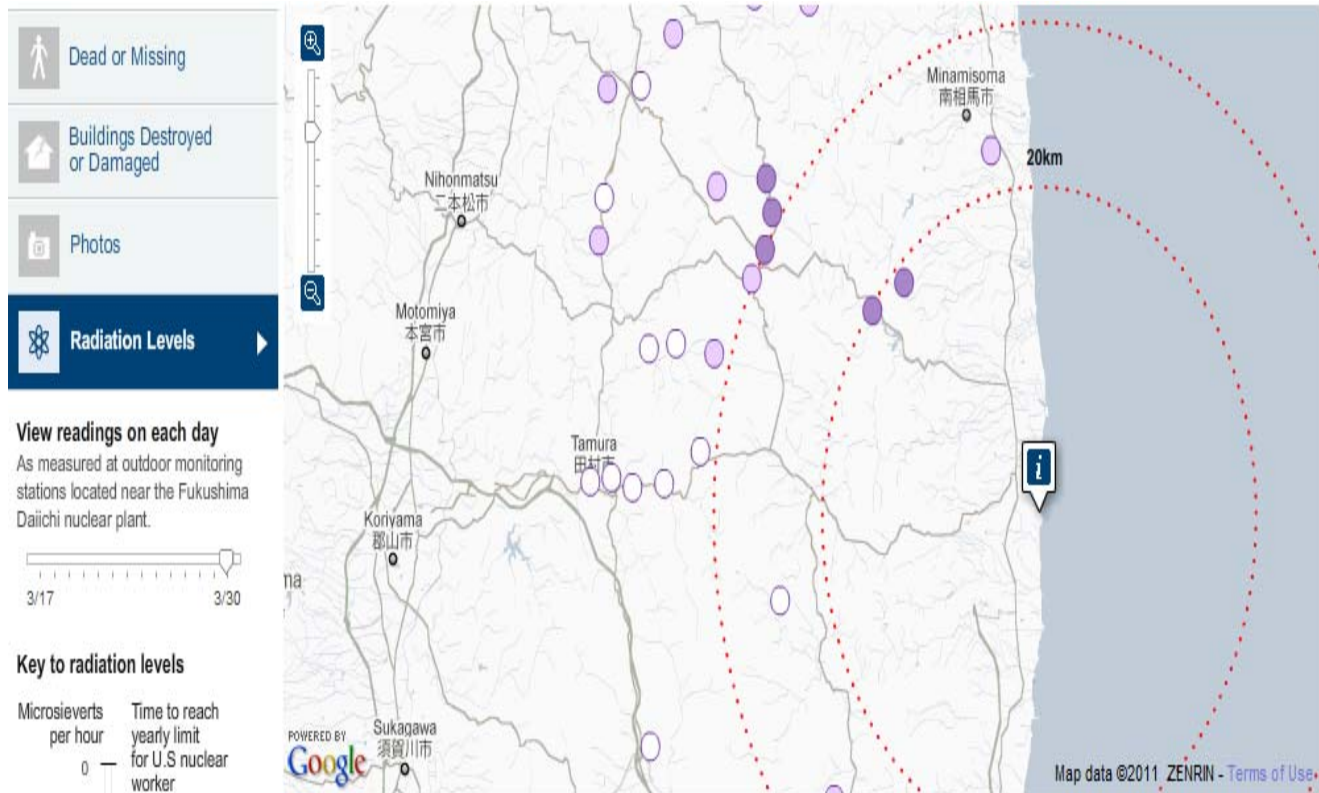 Dead or Missing
Buildings Destroyed
or Damaged
Photos
Radiation Levels
View readings on each day
As measured at outdoor monitoring
stations located near the Fukushima
Daiichi nuclear plant.
3/17 3/30
Key to radiation levels
Microsieverts
per hour
0
Time to reach
yearly limit
for U.S nuclear
worker
Minamisoma
南相馬市
20km
Nihonmatsu
二本松市
Motomiya
本宮市
Tamura
田村市
i
Koriyama
郡山市
ma
Sukagawa
須賀川市
POWERED BY
Google
Map data ©2011 ZENRIN - Terms of Use